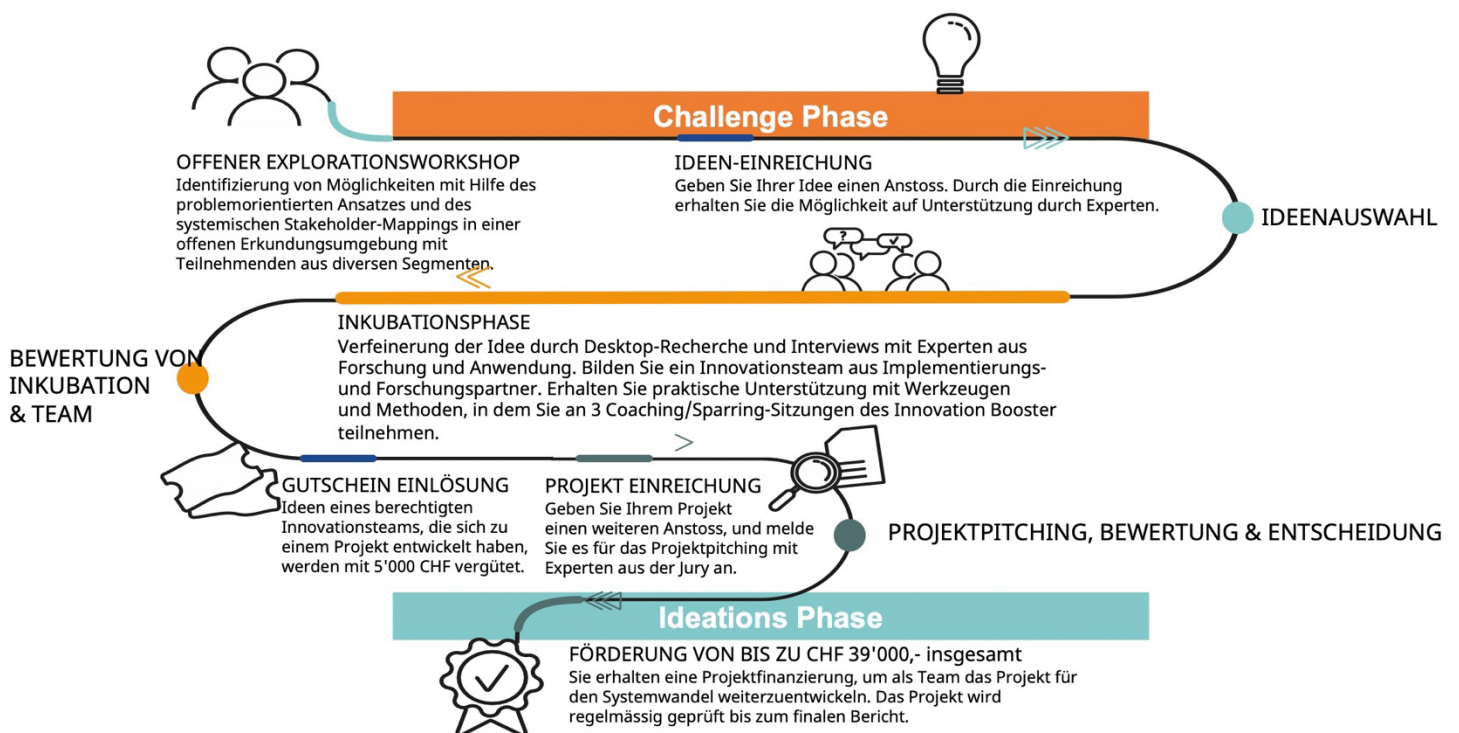 Challenge Phase
OFFENER EXPLORATIONSWORKSHOP
Identifizierung von Möglichkeiten mit Hilfe des
problemorientierten Ansatzes und des
systemischen Stakeholder-Mappings in einer
offenen Erkundungsumgebung mit
Teilnehmenden aus diversen Segmenten.
IDEEN-EINREICHUNG
Geben Sie Ihrer Idee einen Anstoss. Durch die Einreichung
erhalten Sie die Möglichkeit auf Unterstützung durch Experten.
IDEENAUSWAHL
?
INKUBATIONSPHASE
Verfeinerung der Idee durch Desktop-Recherche und Interviews mit Experten aus
Forschung und Anwendung. Bilden Sie ein Innovationsteam aus Implementierungs-
und Forschungspartner. Erhalten Sie praktische Unterstützung mit Werkzeugen
und Methoden, in dem Sie an 3 Coaching/Sparring-Sitzungen des Innovation Booster
teilnehmen.
BEWERTUNG VON
INKUBATION
& TEAM
GUTSCHEIN EINLÖSUNG
Ideen eines berechtigten
Innovationsteams, die sich zu
einem Projekt entwickelt haben,
werden mit 5'000 CHF vergütet.
PROJEKT EINREICHUNG
Geben Sie Ihrem Projekt
einen weiteren Anstoss, und melde
Sie es für das Projektpitching mit
Experten aus der Jury an.
PROJEKTPITCHING, BEWERTUNG & ENTSCHEIDUNG
Ideations Phase
FÖRDERUNG VON BIS ZU CHF 39'000,- insgesamt
Sie erhalten eine Projektfinanzierung, um als Team das Projekt für
den Systemwandel weiterzuentwickeln. Das Projekt wird
regelmässig geprüft bis zum finalen Bericht.